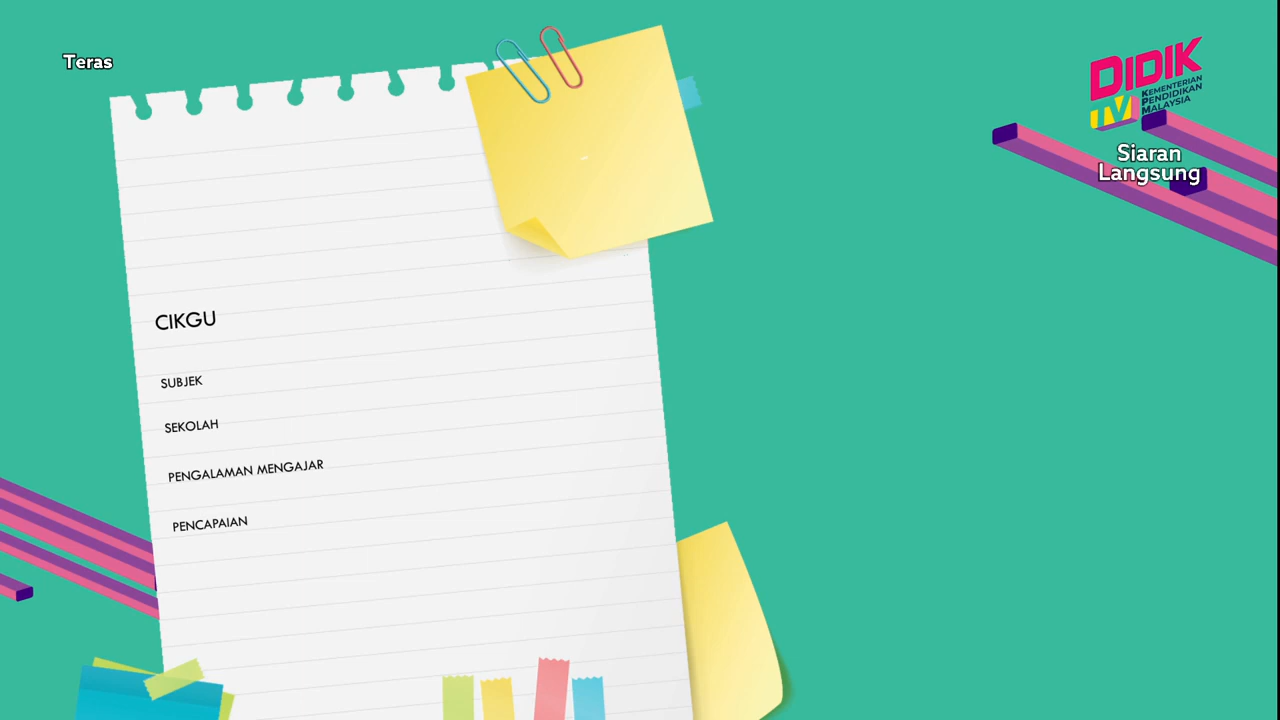 Teras
DIDIK
TV
KEMENTERIAN
PENDIDIKAN
MALAYSIA
Siaran
Langsung
CIKGU
SUBJEK
SEKOLAH
PENGALAMAN MENGAJAR
PENCAPAIAN